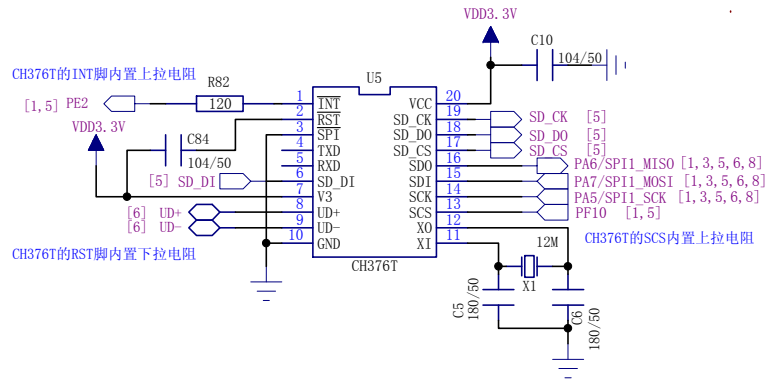 VDD3.3V
C10
104/50
CH376T的INT脚内置上拉电阻
R82
U5
[1,5] PE2
120
1 INT
VCC 20
VDD3.3V
2 RST
SD_CK 19
SD_CK [5]
C84
3 SPI
SD_DO 18
SD_DO [5]
4 TXD
SD_CS 17
SD_CS [5]
104/50
5 RXD
SDO 16
PA6/SPI1_MISO [1,3,5,6,8]
[5] SD_DI
6 SD_DI
SDI 15
PA7/SPI1_MOSI [1,3,5,6,8]
7 V3
SCK 14
PA5/SPI1_SCK [1,3,5,6,8]
[6] UD+
8 UD+
SCS 13
PF10 [1,5]
[6] UD-
9 UD-
XO 12
10 GND
XI 11
12M
CH376T的SCS内置上拉电阻
CH376T的RST脚内置下拉电阻
CH376T
X1
C5
180/50
C6
180/50